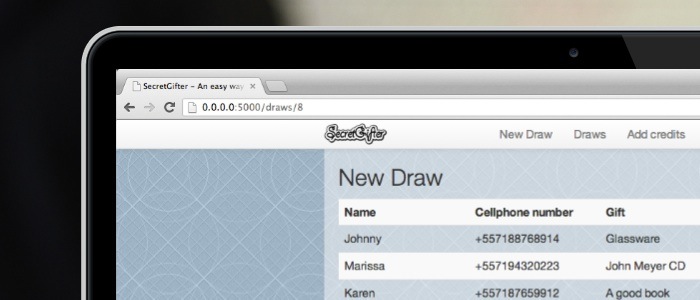 SecretGifter - An easy way
0.0.0.0:5000/draws/8
SecretGifter New Draw Draws Add credits
New Draw
Name Cellphone number Gift
Johnny +557188768914 Glassware
Marissa +557194320223 John Meyer CD
Karen +557187659912 A good book